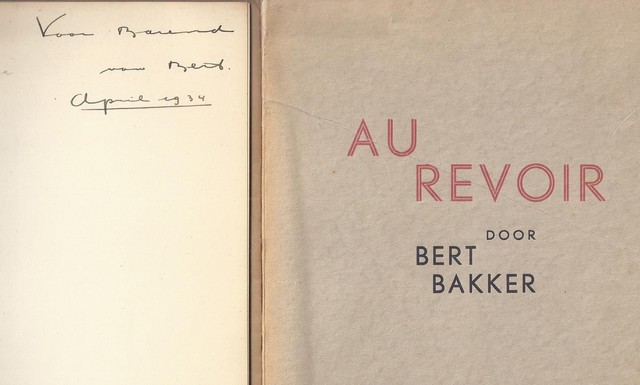 Voor Barend
van Bert.
April 1934
AU
REVOIR
DOOR
BERT
BAKKER